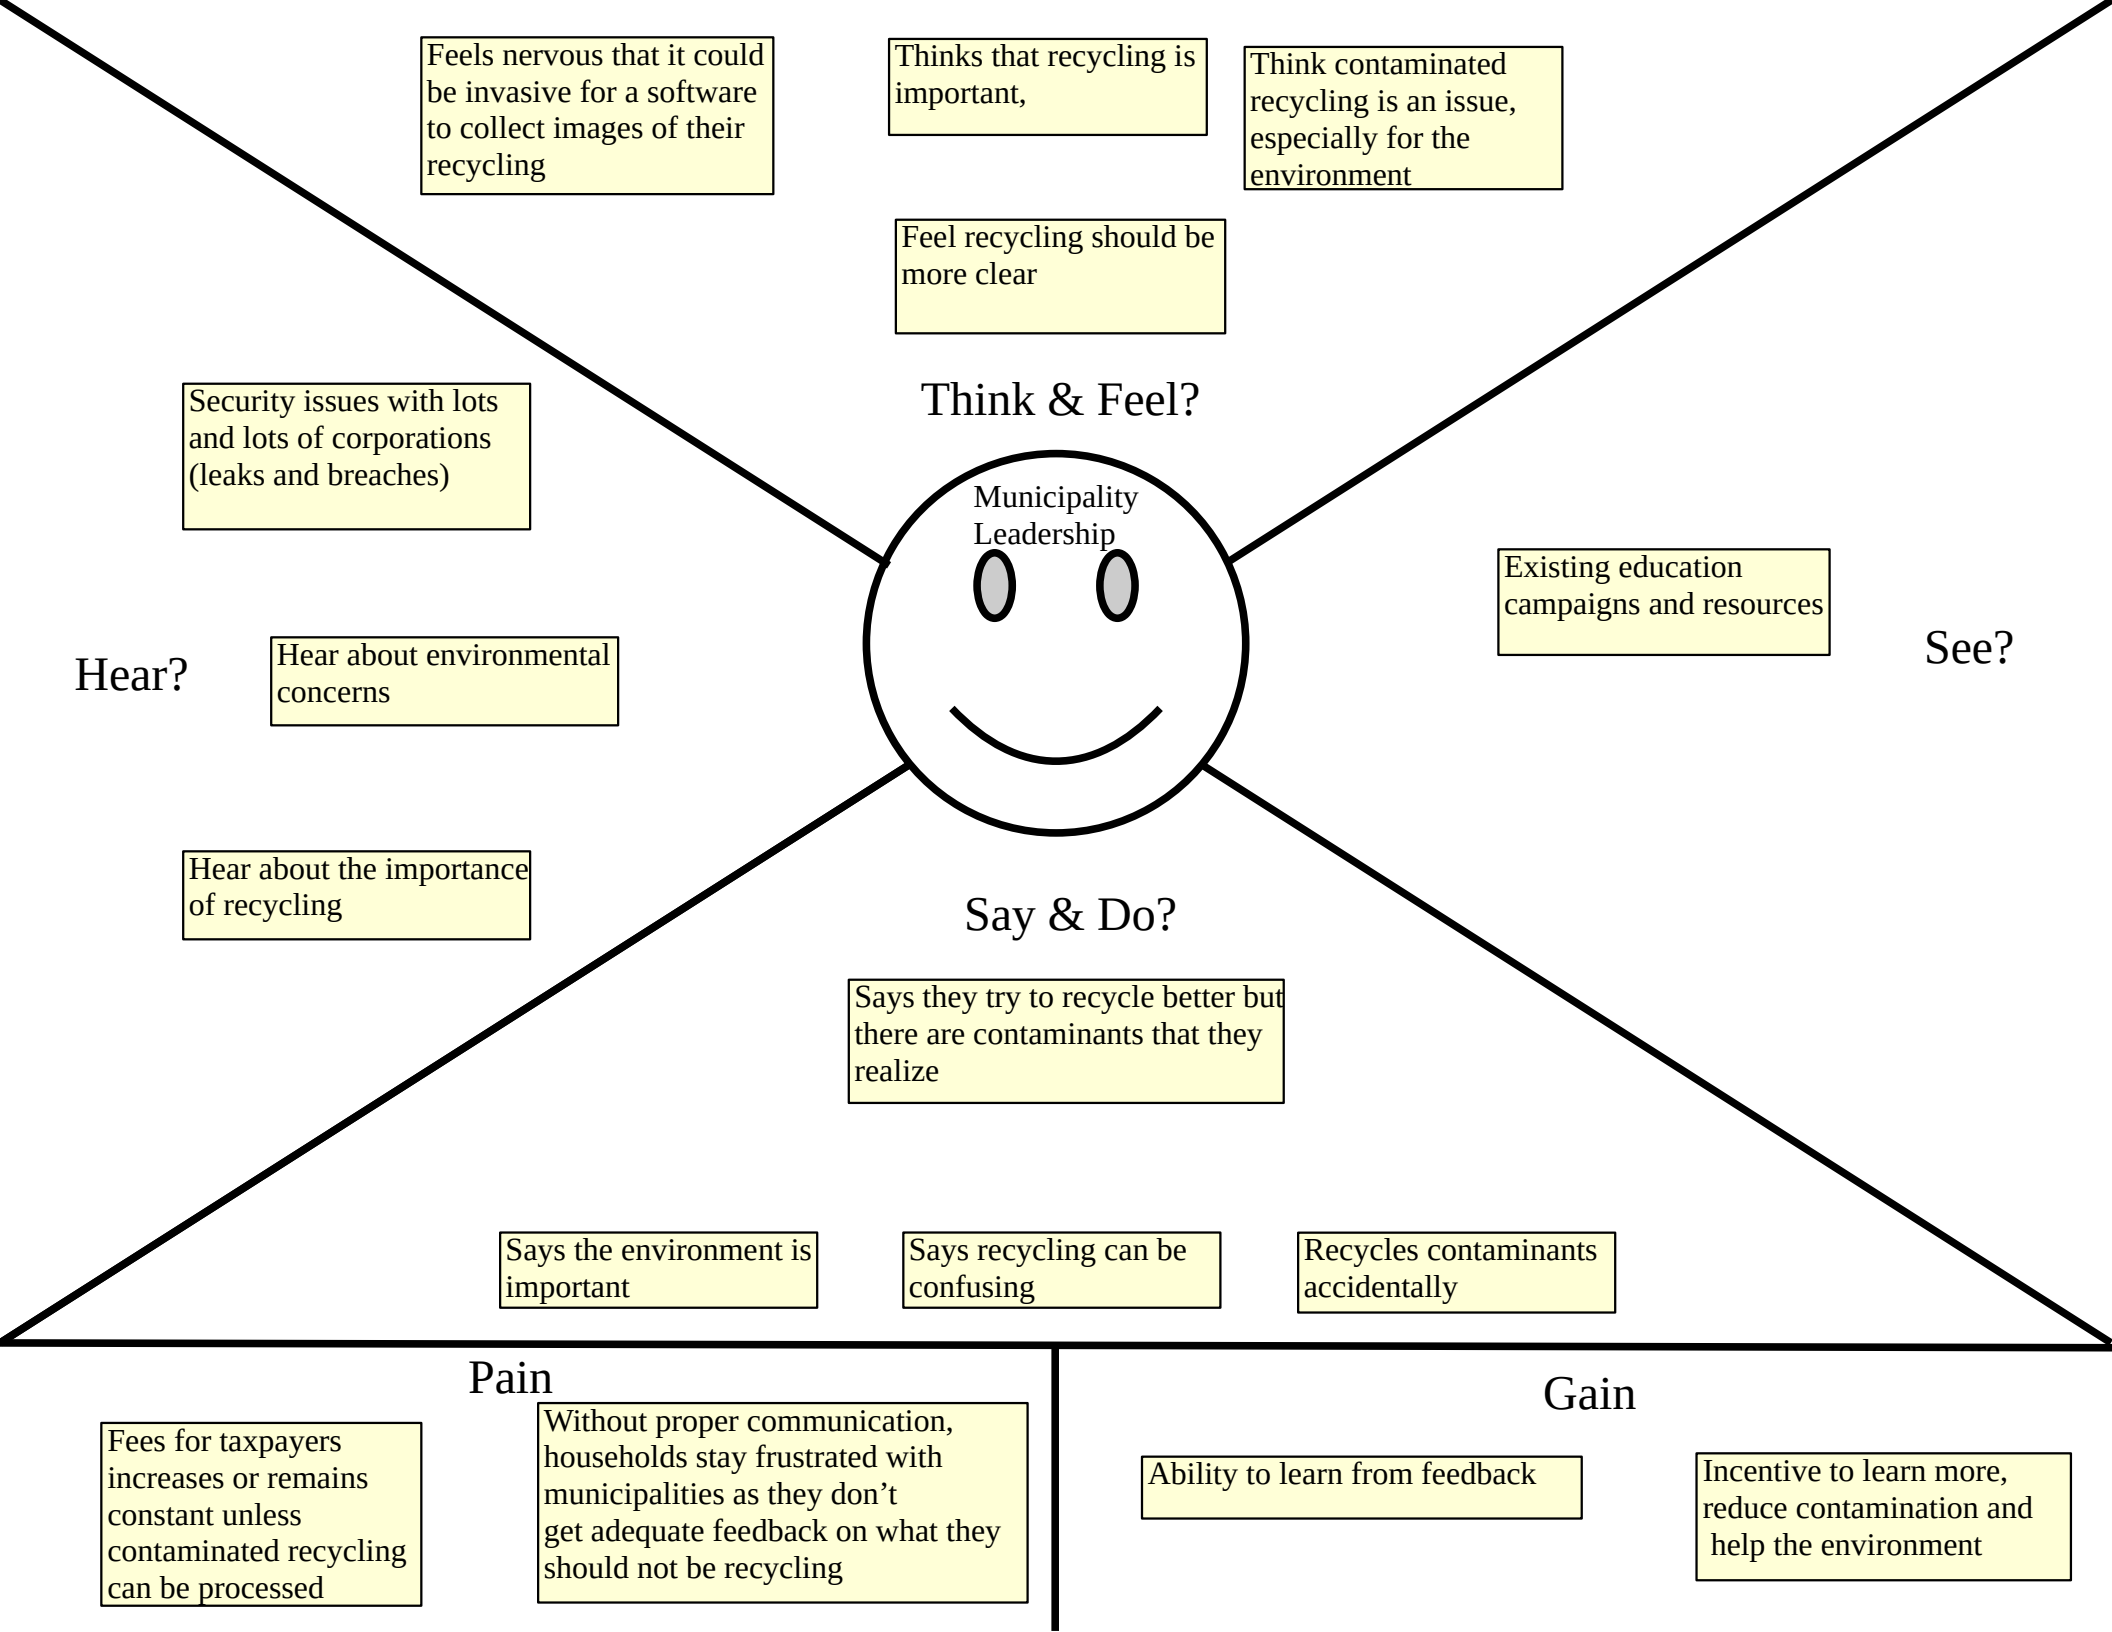 Feels nervous that it could
be invasive for a software
to collect images of their
recycling
Thinks that recycling is
important,
Think contaminated
recycling is an issue,
especially for the
environment
Feel recycling should be
more clear
Think & Feel?
Security issues with lots
and lots of corporations
(leaks and breaches)
Municipality
Leadership
Existing education
campaigns and resources
See?
Hear?
Hear about environmental
concerns
Hear about the importance
of recycling
Say & Do?
Says they try to recycle better but
there are contaminants that they
realize
Says the environment is
important
Says recycling can be
confusing
Recycles contaminants
accidentally
Pain
Fees for taxpayers
increases or remains
constant unless
contaminated recycling
can be processed
Without proper communication,
households stay frustrated with
municipalities as they don’t
get adequate feedback on what they
should not be recycling
Gain
Ability to learn from feedback
Incentive to learn more,
reduce contamination and
help the environment